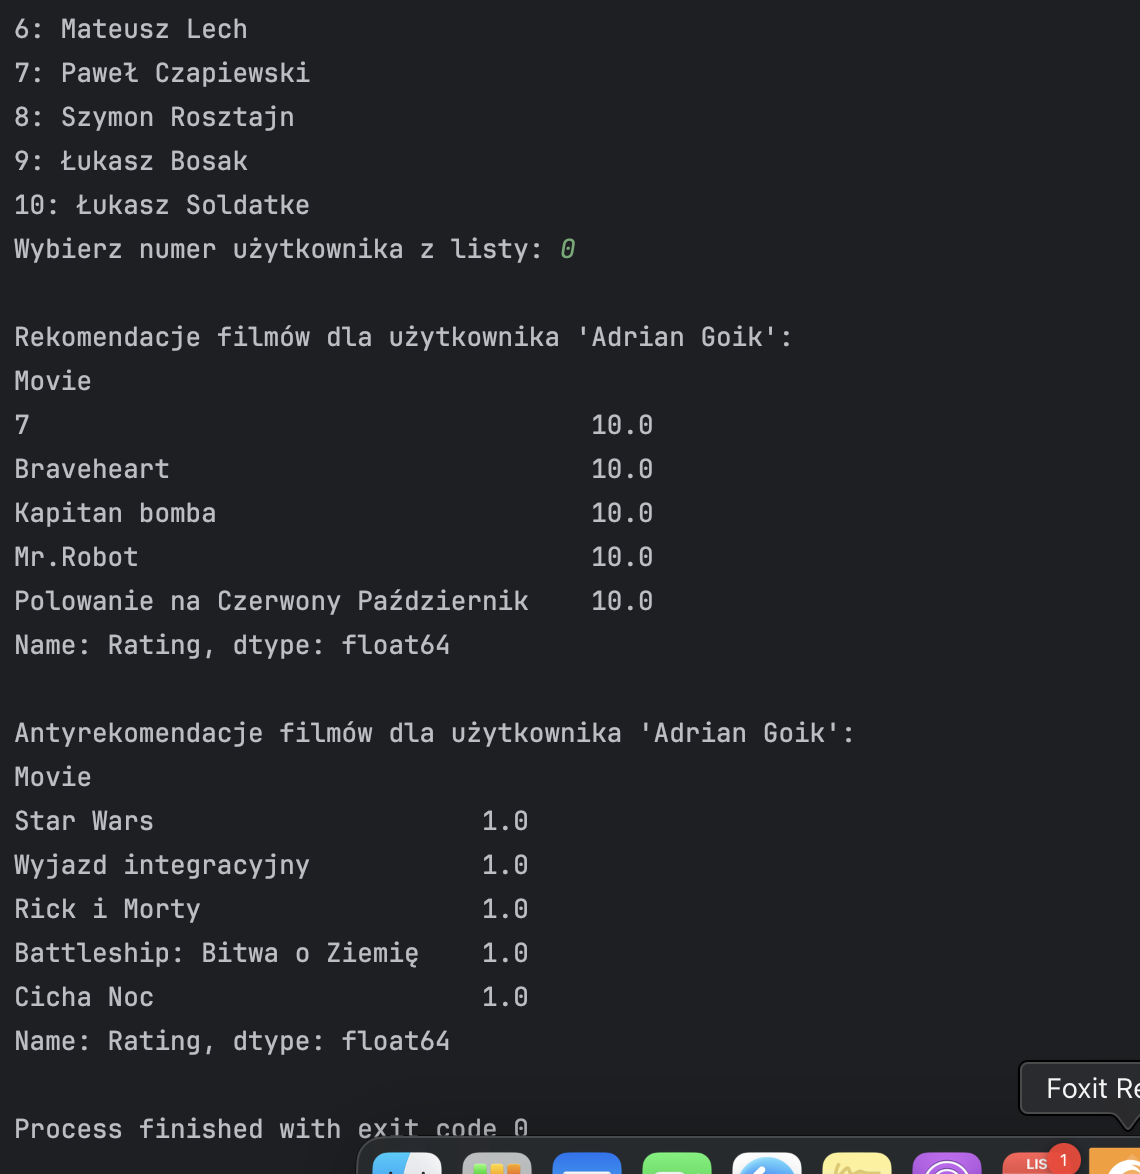 6: Mateusz Lech
7: Paweł Czapiewski
8: Szymon Rosztajn
9: Łukasz Bosak
10: Łukasz Soldatke
Wybierz numer użytkownika z listy: 0
Rekomendacje filmów dla użytkownika 'Adrian Goik':
Movie
7 10.0
Braveheart 10.0
Kapitan bomba 10.0
Mr.Robot 10.0
Polowanie na Czerwony Październik 10.0
Name: Rating, dtype: float64
Antyrekomendacje filmów dla użytkownika 'Adrian Goik':
Movie
Star Wars 1.0
Wyjazd integracyjny 1.0
Rick i Morty 1.0
Battleship: Bitwa o Ziemię 1.0
Cicha Noc 1.0
Name: Rating, dtype: float64
Foxit Re
Process finished with exit code 0
LIS 1